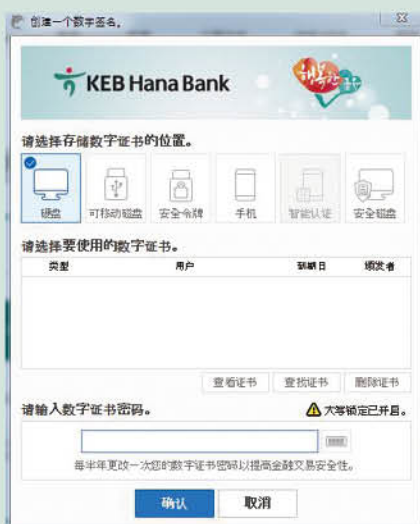 创建一个数字签名。
KEB Hana Bank
행복한
请选择存储数字证书的位置。
硬盘 可移动磁盘 安全令牌 手机 智能认证 安全磁盘
请选择要使用的数字证书。
类型 用户 到期日 颁发者
查看证书 查找证书 删除证书
请输入数字证书密码。 大写锁定已开启。
每半年更改一次您的数字证书密码以提高金融交易安全性。
确认 取消